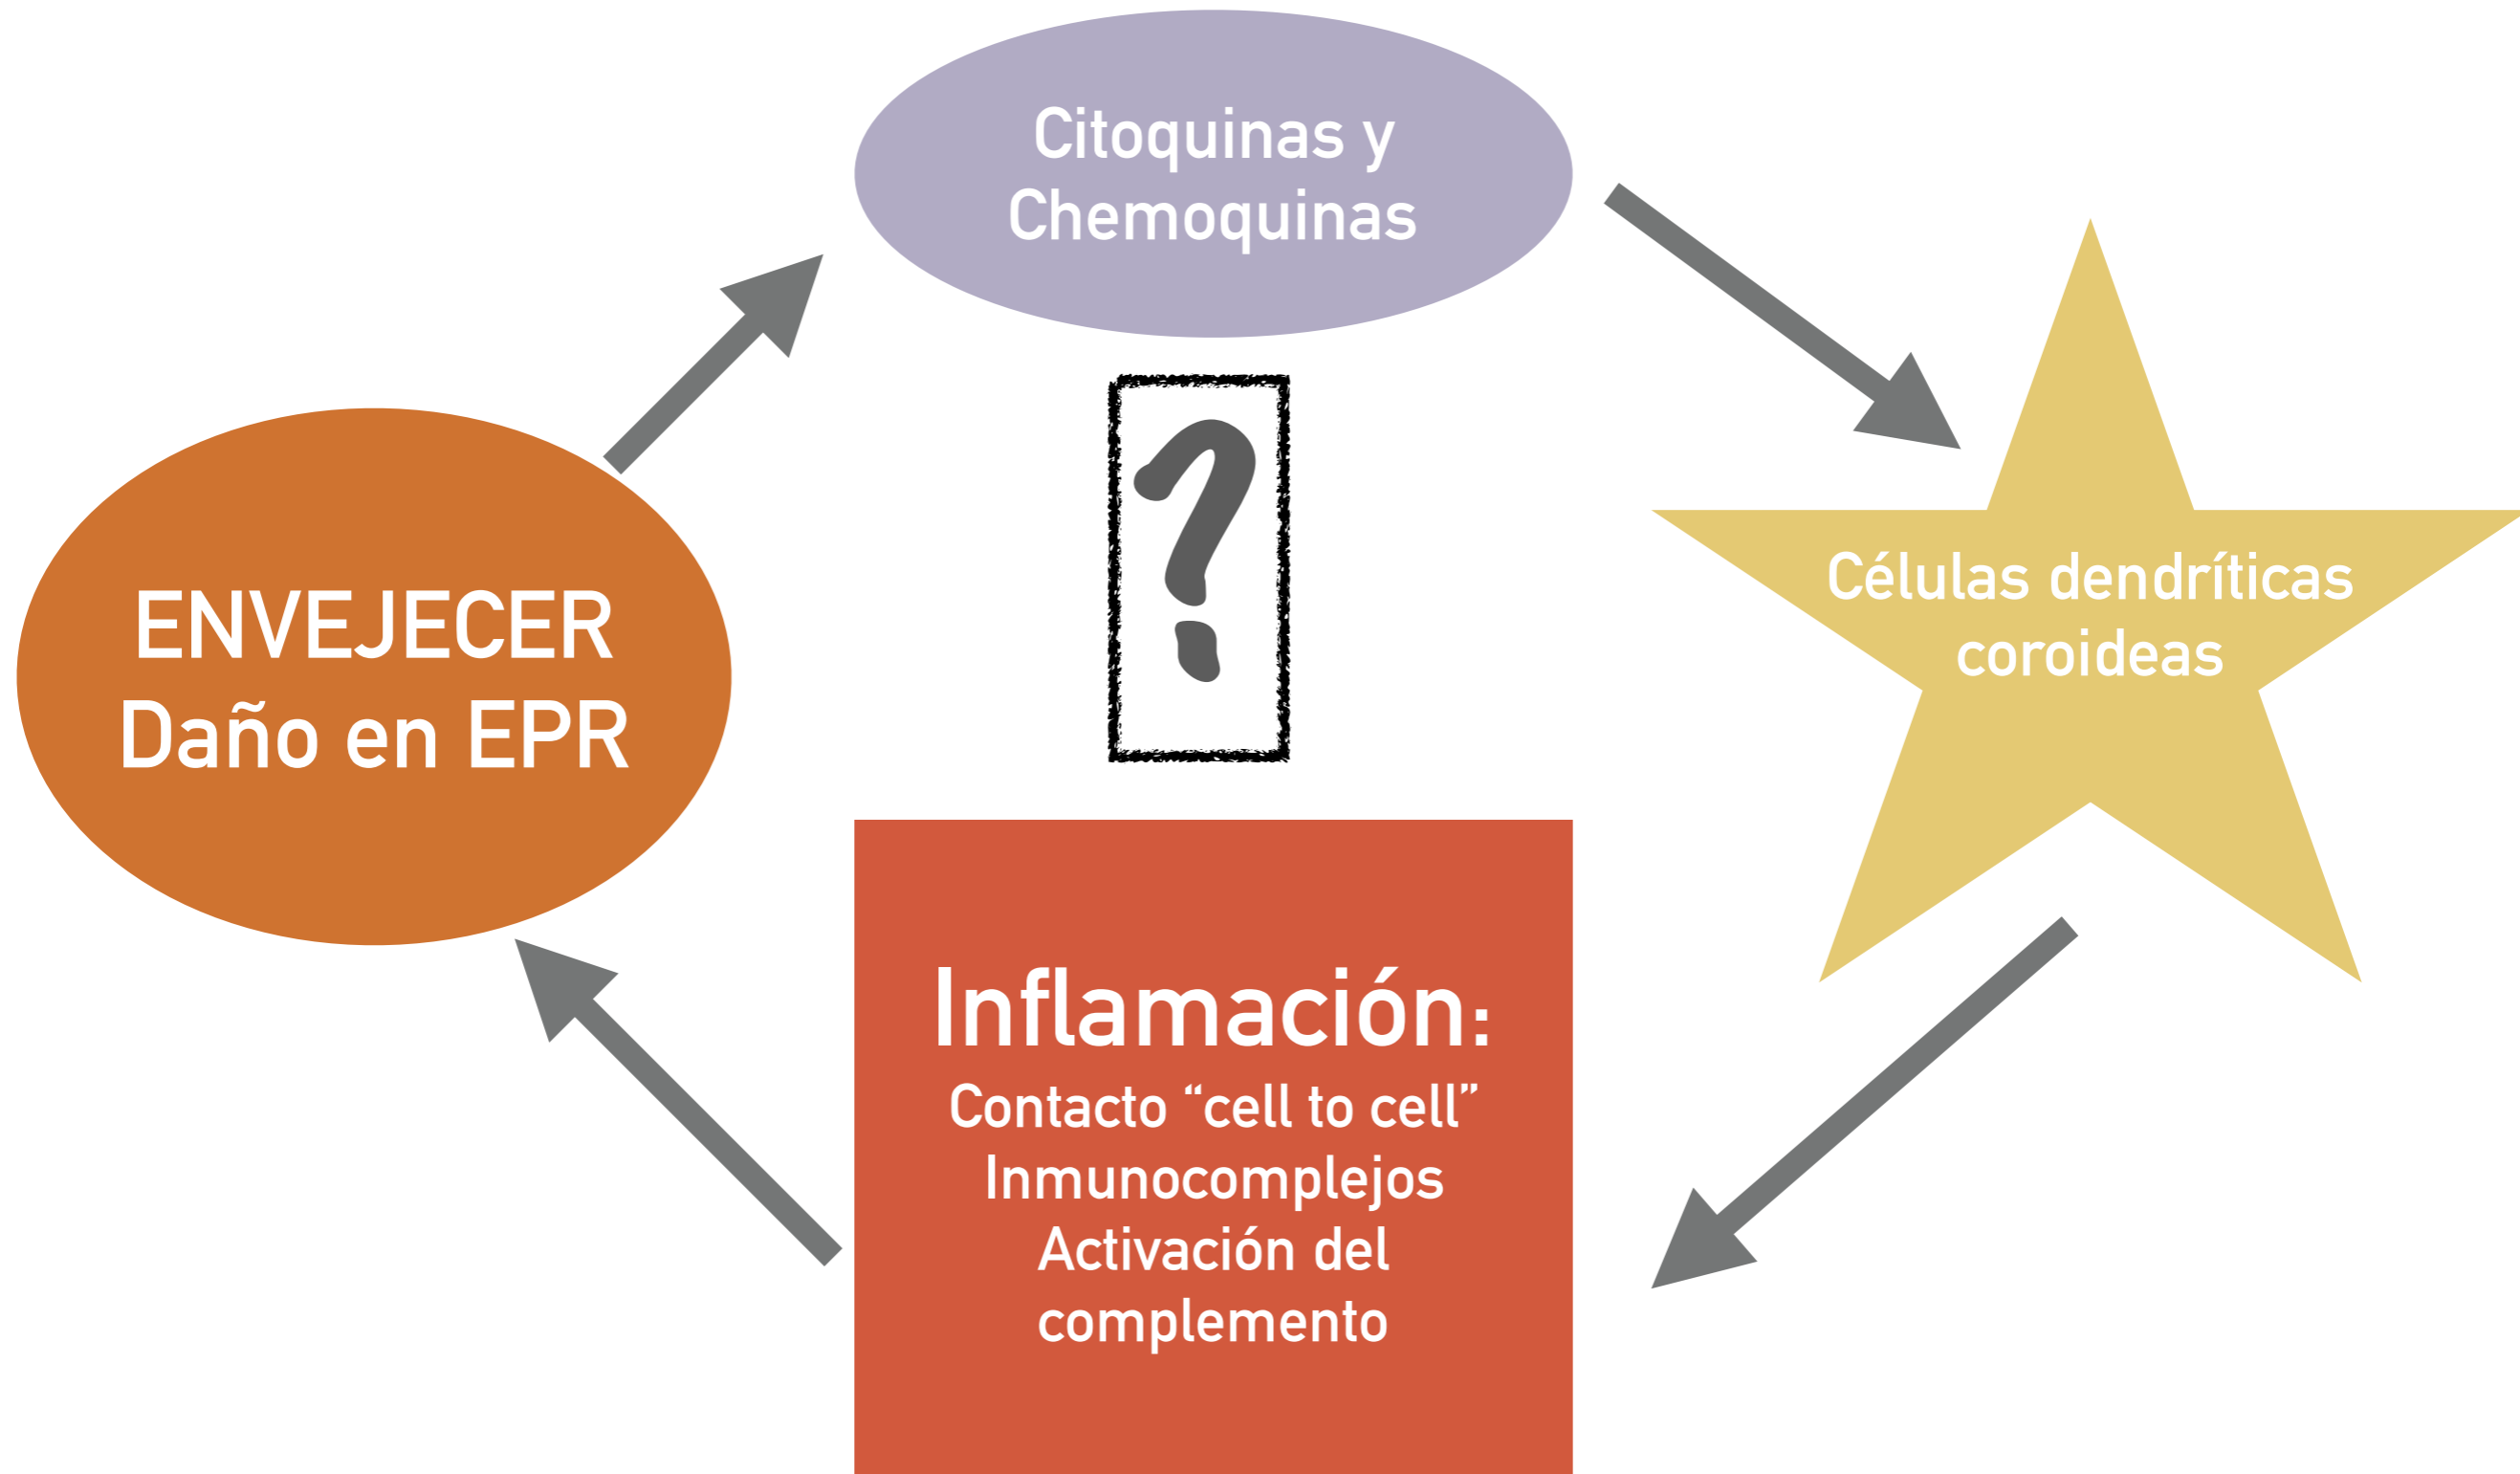 Citoquinas y
Chemoquinas
?
ENVEJECER
Daño en EPR
Células dendríticas
coroideas
Inflamación:
Contacto “cell to cell”
Inmunocomplejos
Activación del
complemento